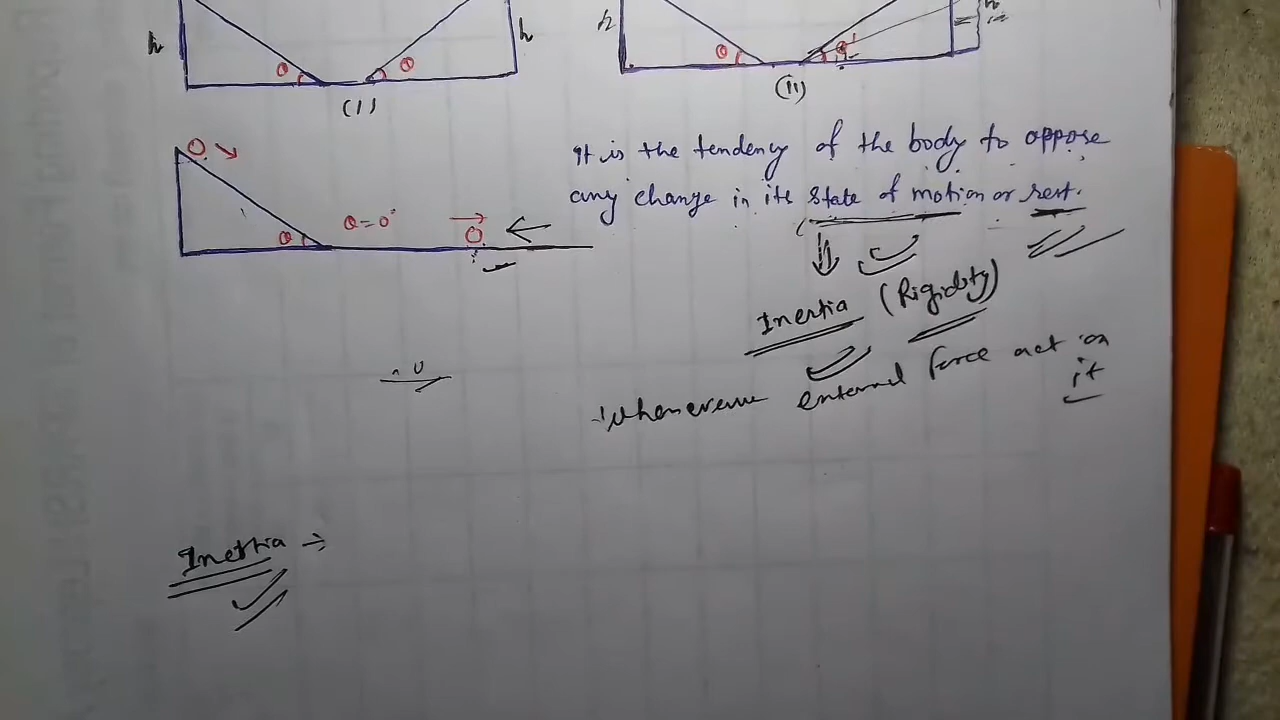 h
θ
θ
h
(I)
h
θ
θ'
(II)
It is the tendency of the body to oppose
any change in its state of motion or rest.
θ
θ=0°
Inertia (Rigidity)
whenever external force act on
it
Inertia ÷